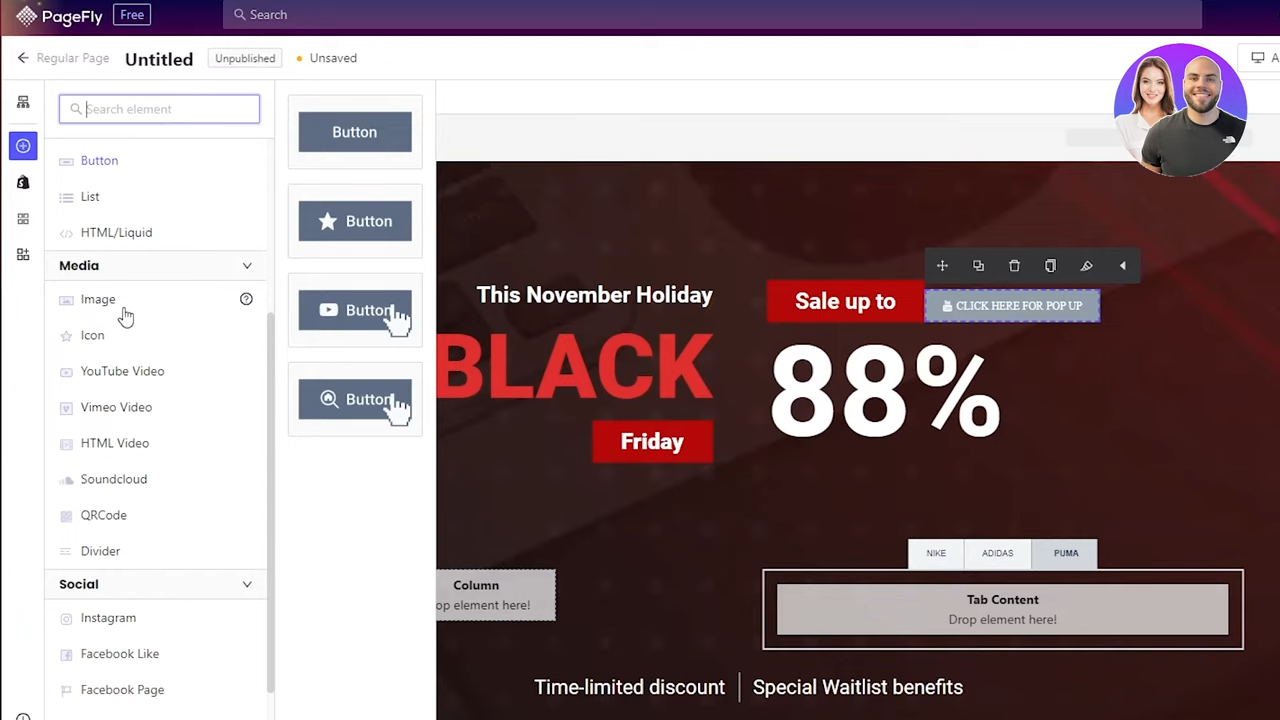 PageFly Free Search
Regular Page Untitled Unpublished Unsaved
A
Search element
Button
List
HTML/Liquid
Media
Image
Icon
YouTube Video
Vimeo Video
HTML Video
Soundcloud
QRCode
Divider
Social
Instagram
Facebook Like
Facebook Page
Button
Button
Button
Button
This November Holiday
BLACK
Friday
Sale up to
CLICK HERE FOR POP UP
88%
NIKE ADIDAS PUMA
Column
op element here!
Tab Content
Drop element here!
Time-limited discount Special Waitlist benefits